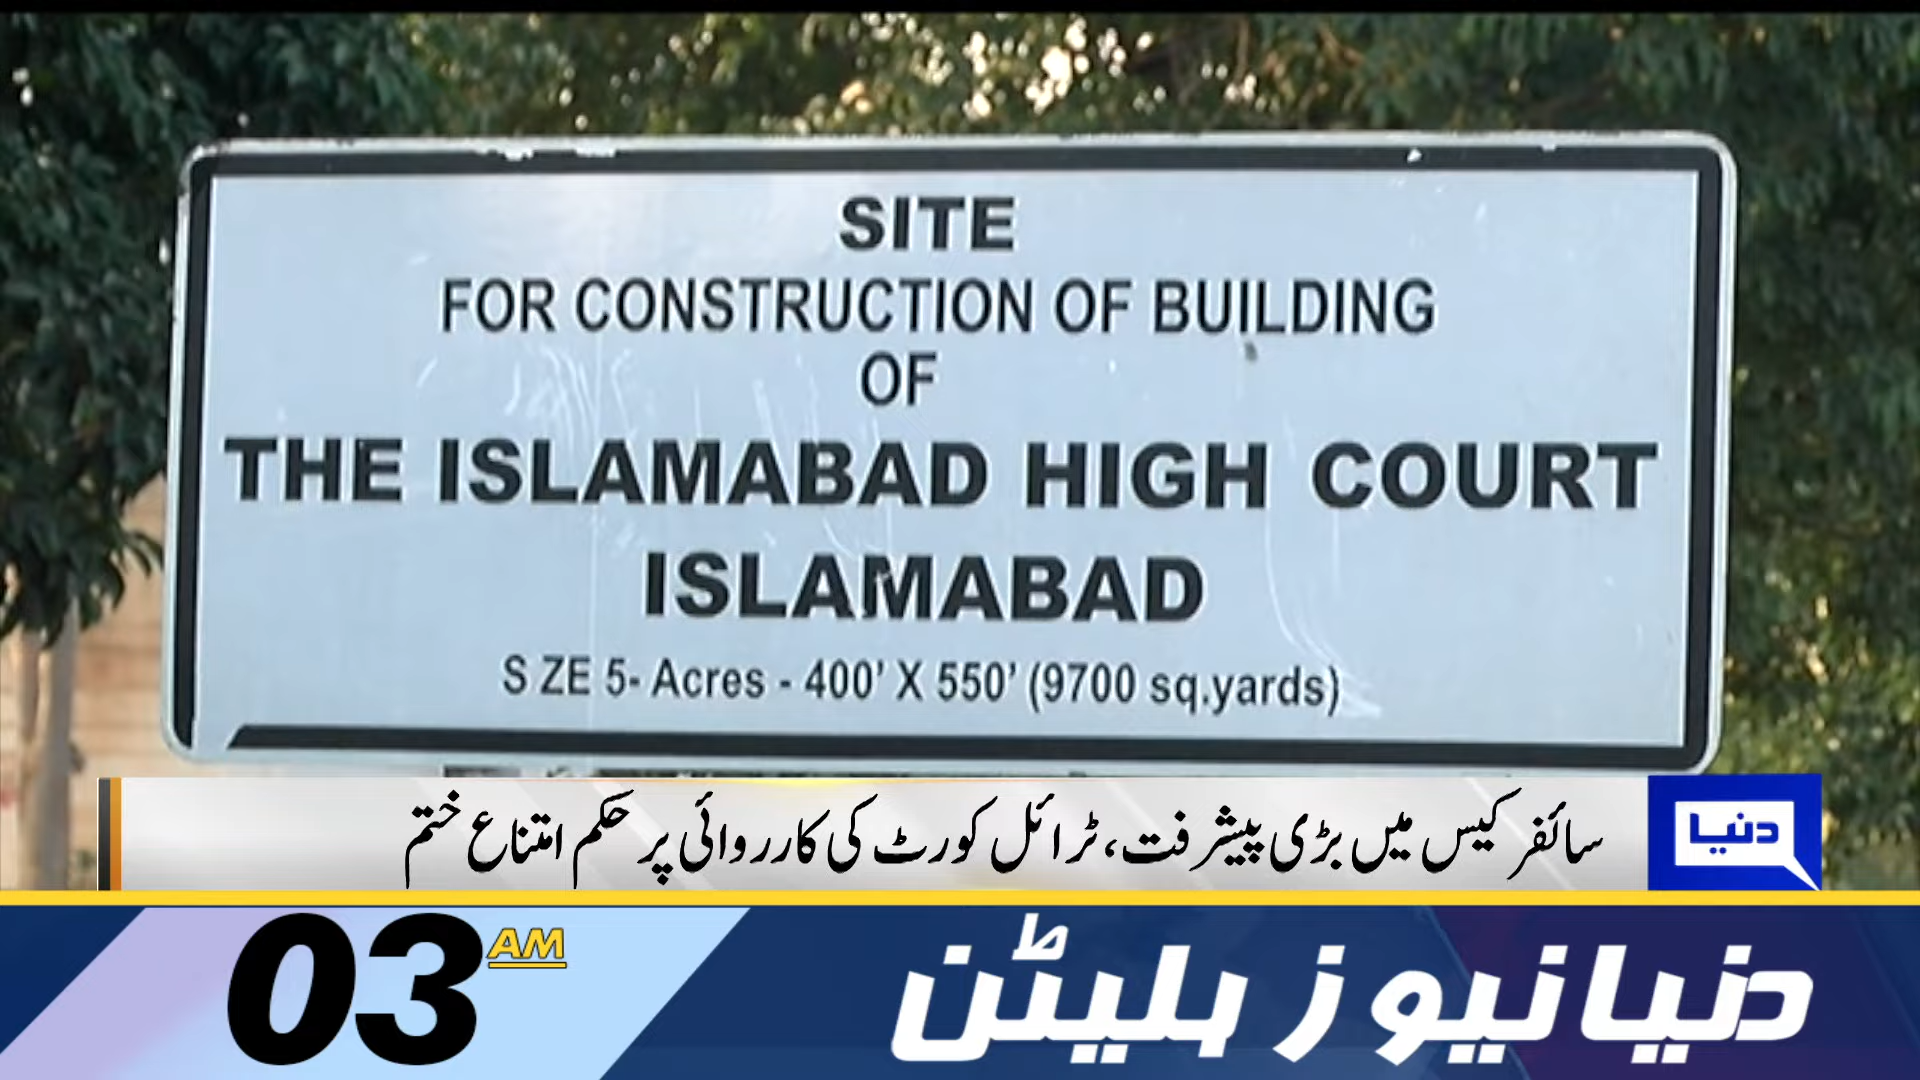 SITE
FOR CONSTRUCTION OF BUILDING
OF
THE ISLAMABAD HIGH COURT
ISLAMABAD
S ZE 5- Acres - 400' X 550' (9700 sq.yards)
سائفر کیس میں بڑی پیشرفت، ٹرائل کورٹ کی کارروائی پر حکم امتناع ختم
دنیا
03 AM
دنیا نیوز بلیٹن